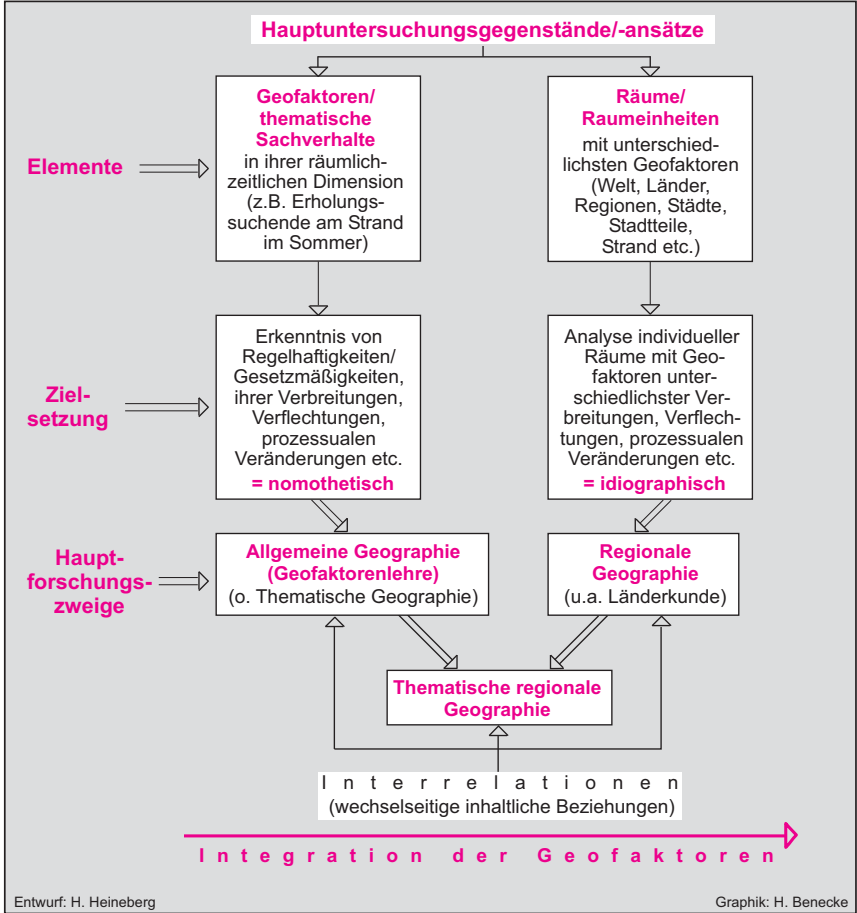 Hauptuntersuchungsgegenstände/-ansätze
Elemente
Geofaktoren/
thematische
Sachverhalte
in ihrer räumlich-
zeitlichen Dimension
(z.B. Erholungs-
suchende am Strand
im Sommer)
Räume/
Raumeinheiten
mit unterschied-
lichsten Geofaktoren
(Welt, Länder,
Regionen, Städte,
Stadtteile,
Strand etc.)
Ziel-
setzung
Erkenntnis von
Regelhaftigkeiten/
Gesetzmäßigkeiten,
ihrer Verbreitungen,
Verflechtungen,
prozessualen
Veränderungen etc.
= nomothetisch
Analyse individueller
Räume mit Geo-
faktoren unter-
schiedlichster Ver-
breitungen, Verflech-
tungen, prozessualen
Veränderungen etc.
= idiographisch
Haupt-
forschungs-
zweige
Allgemeine Geographie
(Geofaktorenlehre)
(o. Thematische Geographie)
Regionale
Geographie
(u.a. Länderkunde)
Thematische regionale
Geographie
Interrelationen
(wechselseitige inhaltliche Beziehungen)
Integration der Geofaktoren
Entwurf: H. Heineberg
Graphik: H. Benecke